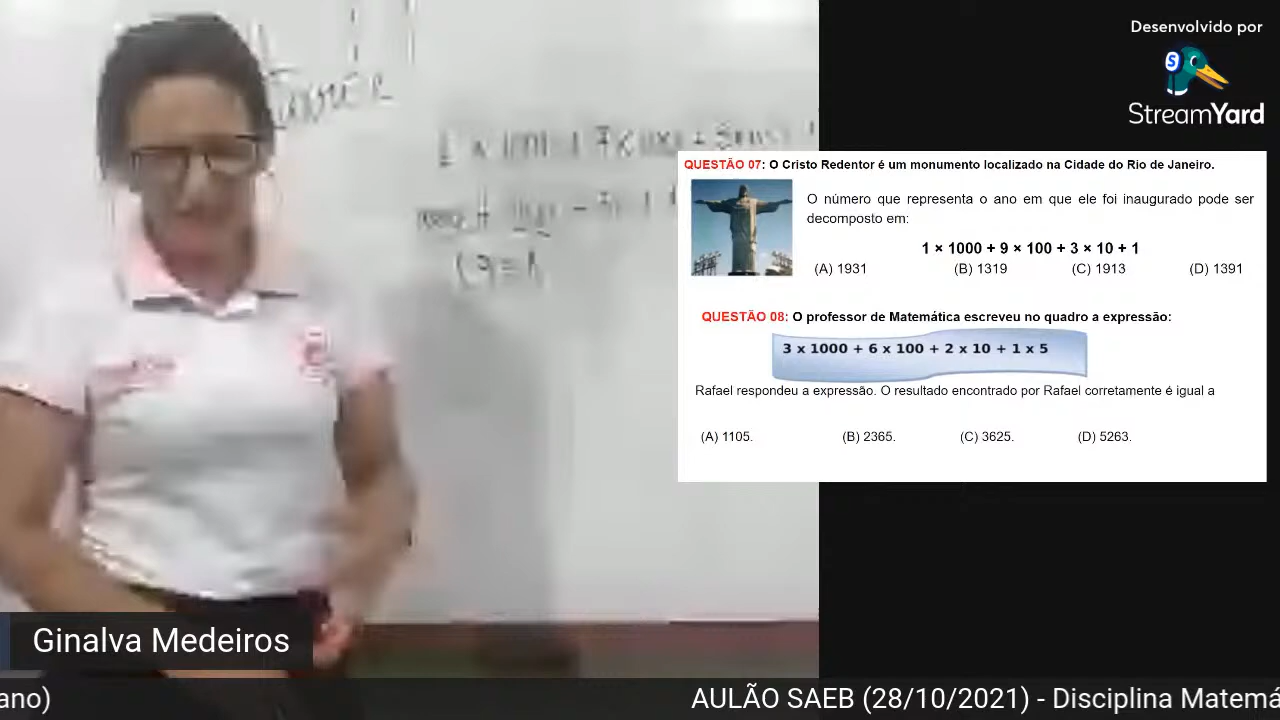 Desenvolvido por
StreamYard
QUESTÃO 07: O Cristo Redentor é um monumento localizado na Cidade do Rio de Janeiro.
O número que representa o ano em que ele foi inaugurado pode ser
decomposto em:
1 × 1000 + 9 × 100 + 3 × 10 + 1
(A) 1931 (B) 1319 (C) 1913 (D) 1391
QUESTÃO 08: O professor de Matemática escreveu no quadro a expressão:
3 x 1000 + 6 x 100 + 2 x 10 + 1 x 5
Rafael respondeu a expressão. O resultado encontrado por Rafael corretamente é igual a
(A) 1105. (B) 2365. (C) 3625. (D) 5263.
Ginalva Medeiros
ano) AULÃO SAEB (28/10/2021) - Disciplina Matemá